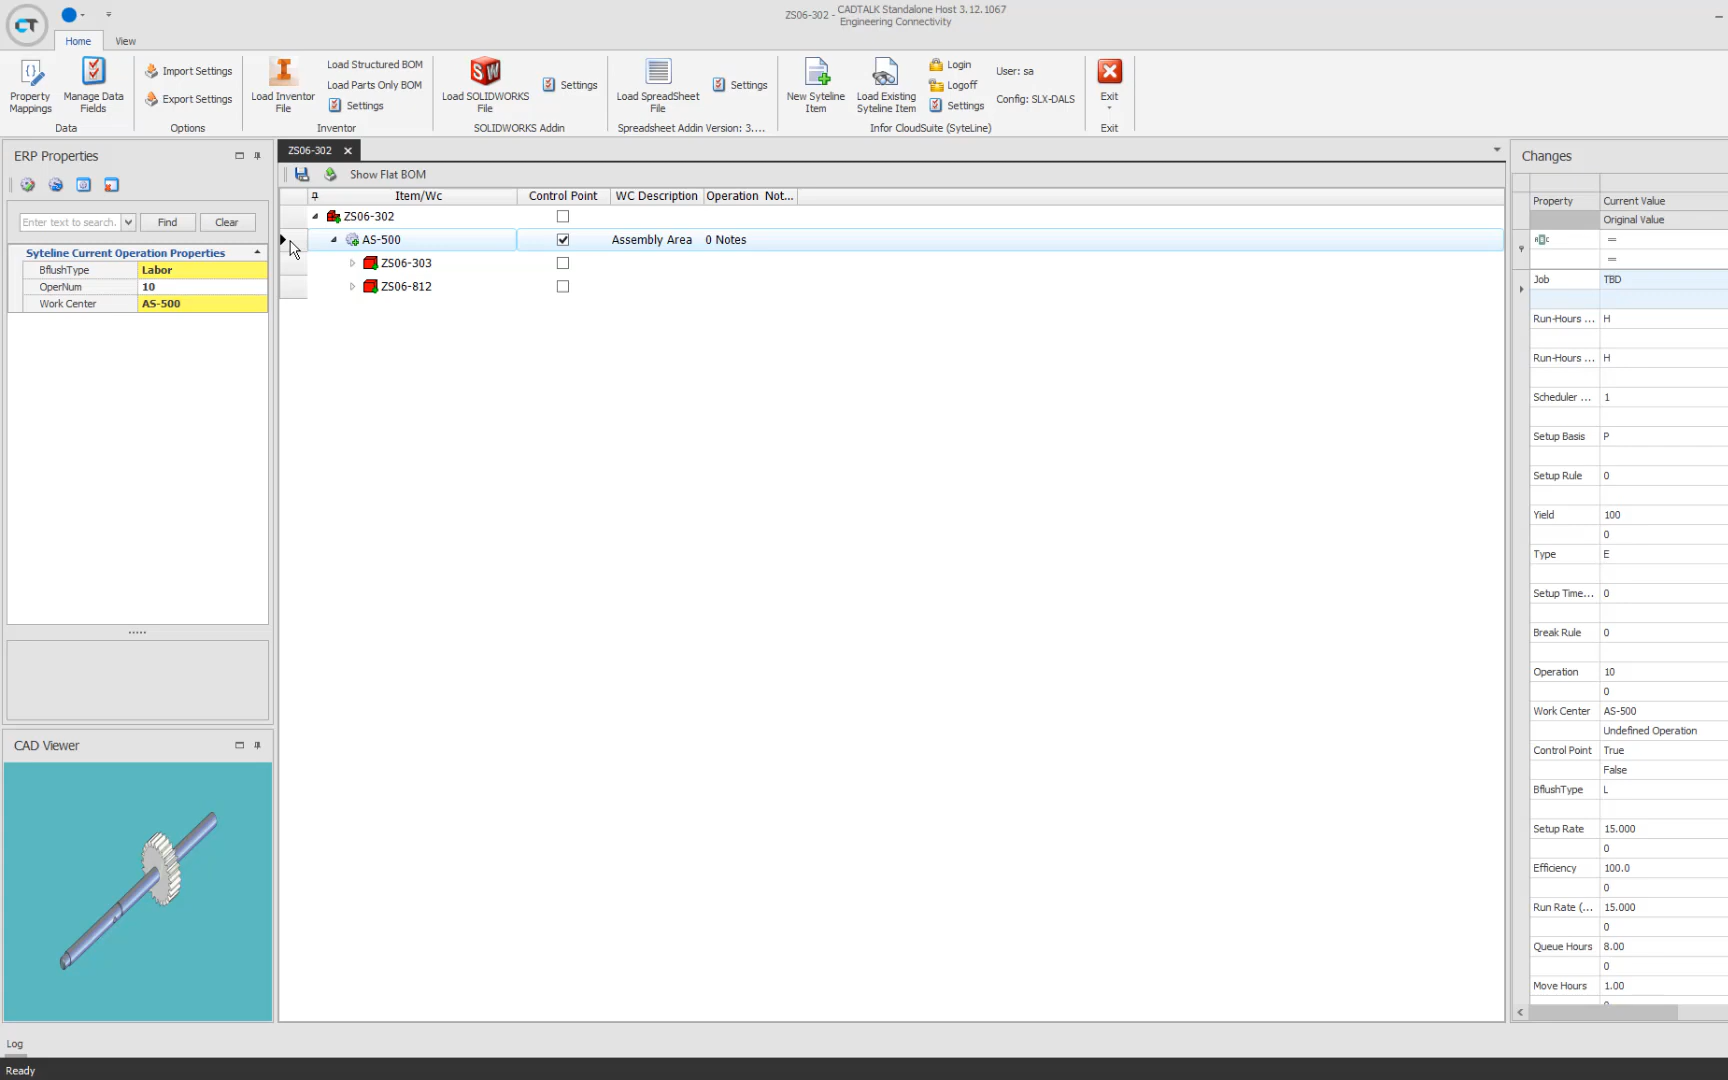 ZS06-302 - CADTALK Standalone Host 3.12.1067
Engineering Connectivity
CT
Home View
Property Mappings
Manage Data Fields
Data
Import Settings
Export Settings
Options
Load Inventor File
Load Structured BOM
Load Parts Only BOM
Settings
Inventor
SW
Load SOLIDWORKS File
Settings
SOLIDWORKS Addin
Load SpreadSheet File
Settings
Spreadsheet Addin Version: 3....
New Syteline Item
Load Existing Syteline Item
Login
Logoff
Settings
User: sa
Config: SLX-DALS
Infor CloudSuite (SyteLine)
Exit
Exit
ERP Properties
Enter text to search. Find Clear
Syteline Current Operation Properties
BflushType Labor
OperNum 10
Work Center AS-500
CAD Viewer
ZS06-302
Show Flat BOM
Item/Wc Control Point WC Description Operation Not...
ZS06-302
AS-500 Assembly Area 0 Notes
ZS06-303
ZS06-812
Changes
Property Current Value
Original Value
=
=
Job TBD
Run-Hours ... H
Run-Hours ... H
Scheduler ... 1
Setup Basis P
Setup Rule 0
Yield 100
0
Type E
Setup Time... 0
Break Rule 0
Operation 10
0
Work Center AS-500
Undefined Operation
Control Point True
False
BflushType L
Setup Rate 15.000
0
Efficiency 100.0
0
Run Rate (... 15.000
0
Queue Hours 8.00
0
Move Hours 1.00
Log
Ready